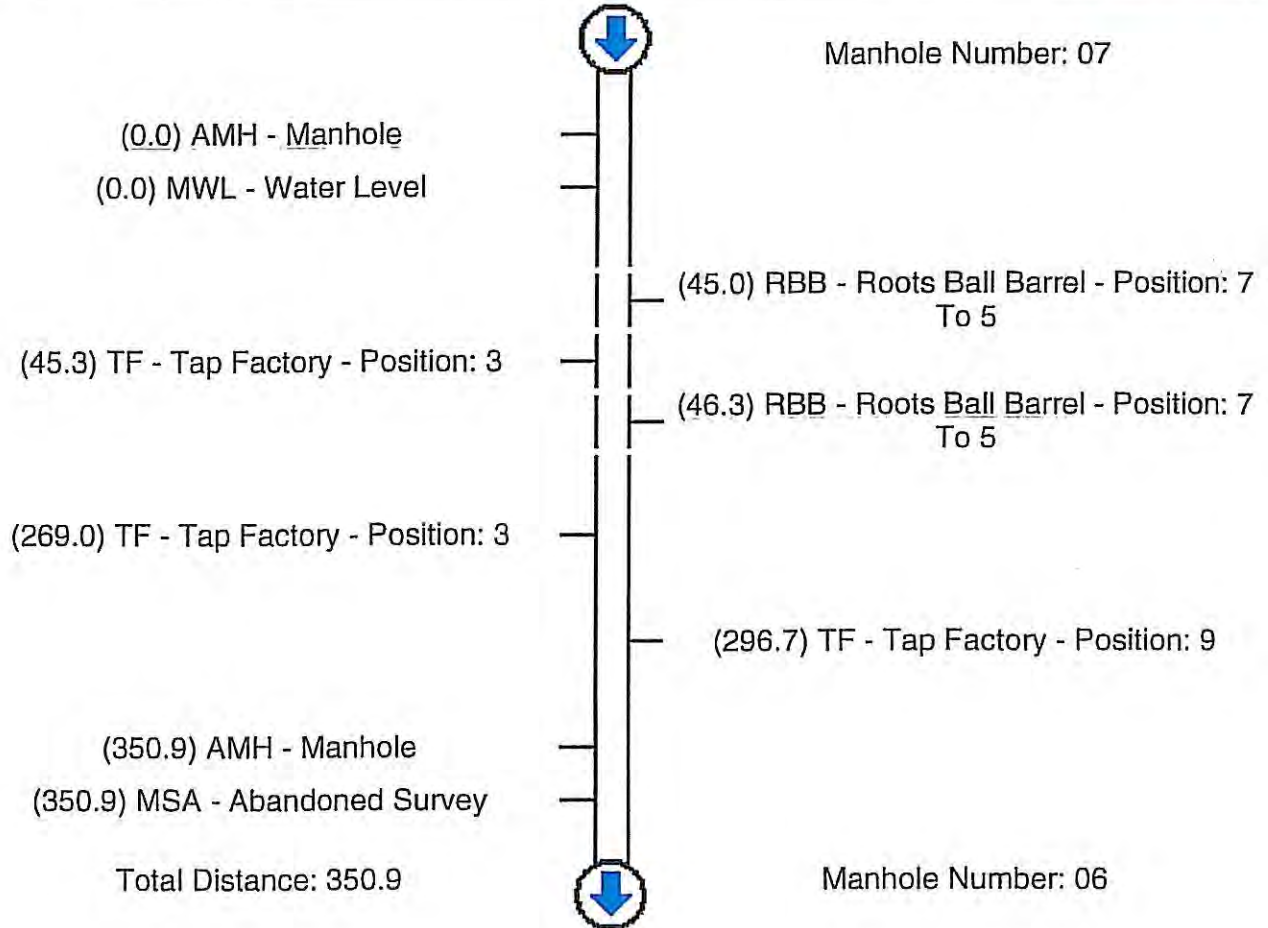 Manhole Number: 07
(0.0) AMH - Manhole
(0.0) MWL - Water Level
(45.0) RBB - Roots Ball Barrel - Position: 7
To 5
(45.3) TF - Tap Factory - Position: 3
(46.3) RBB - Roots Ball Barrel - Position: 7
To 5
(269.0) TF - Tap Factory - Position: 3
(296.7) TF - Tap Factory - Position: 9
(350.9) AMH - Manhole
(350.9) MSA - Abandoned Survey
Total Distance: 350.9
Manhole Number: 06